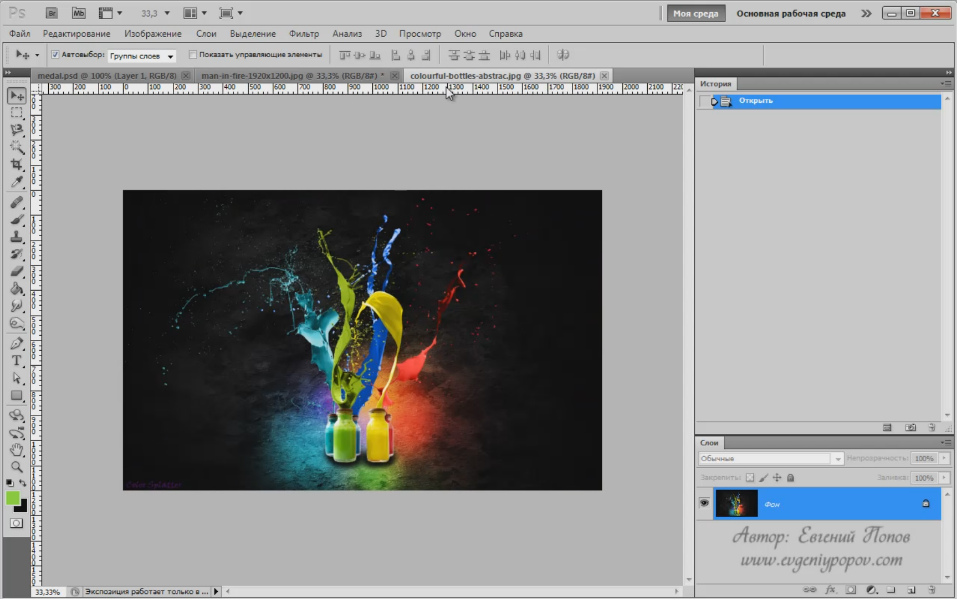 Ps Br Mb 33,3 Моя среда Основная рабочая среда
Файл Редактирование Изображение Слои Выделение Фильтр Анализ 3D Просмотр Окно Справка
Автовыбор: Группы слоев Показать управляющие элементы
medal.psd @ 100% (Layer 1, RGB/8) man-in-fire-1920x1200.jpg @ 33,3% (RGB/8#) * colourful-bottles-abstrac.jpg @ 33,3% (RGB/8#)
300 200 100 0 100 200 300 400 500 600 700 800 900 1000 1100 1200 1300 1400 1500 1600 1700 1800 1900 2000 2100 220
История
Открыть
Слои
Обычные Непрозрачность: 100%
Закрепить: Заливка: 100%
Фон
Автор: Евгений Попов
www.evgeniypopov.com
Color Splatter
33,33% Экспозиция работает только в ...